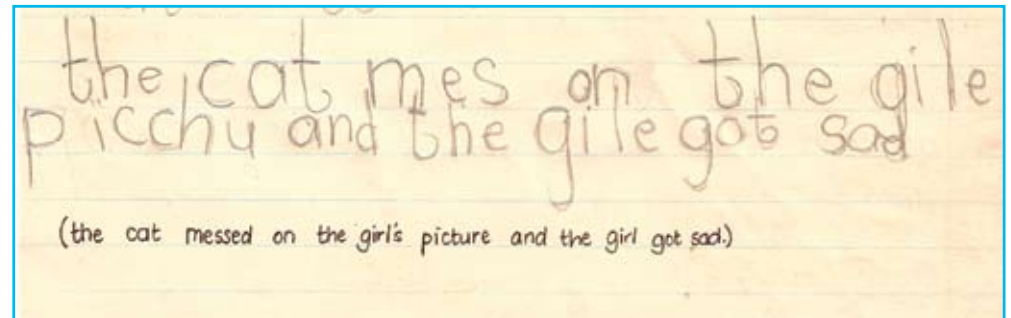 the cat mes on the gile
picchu and the gile got sad
(the cat messed on the girl's picture and the girl got sad.)